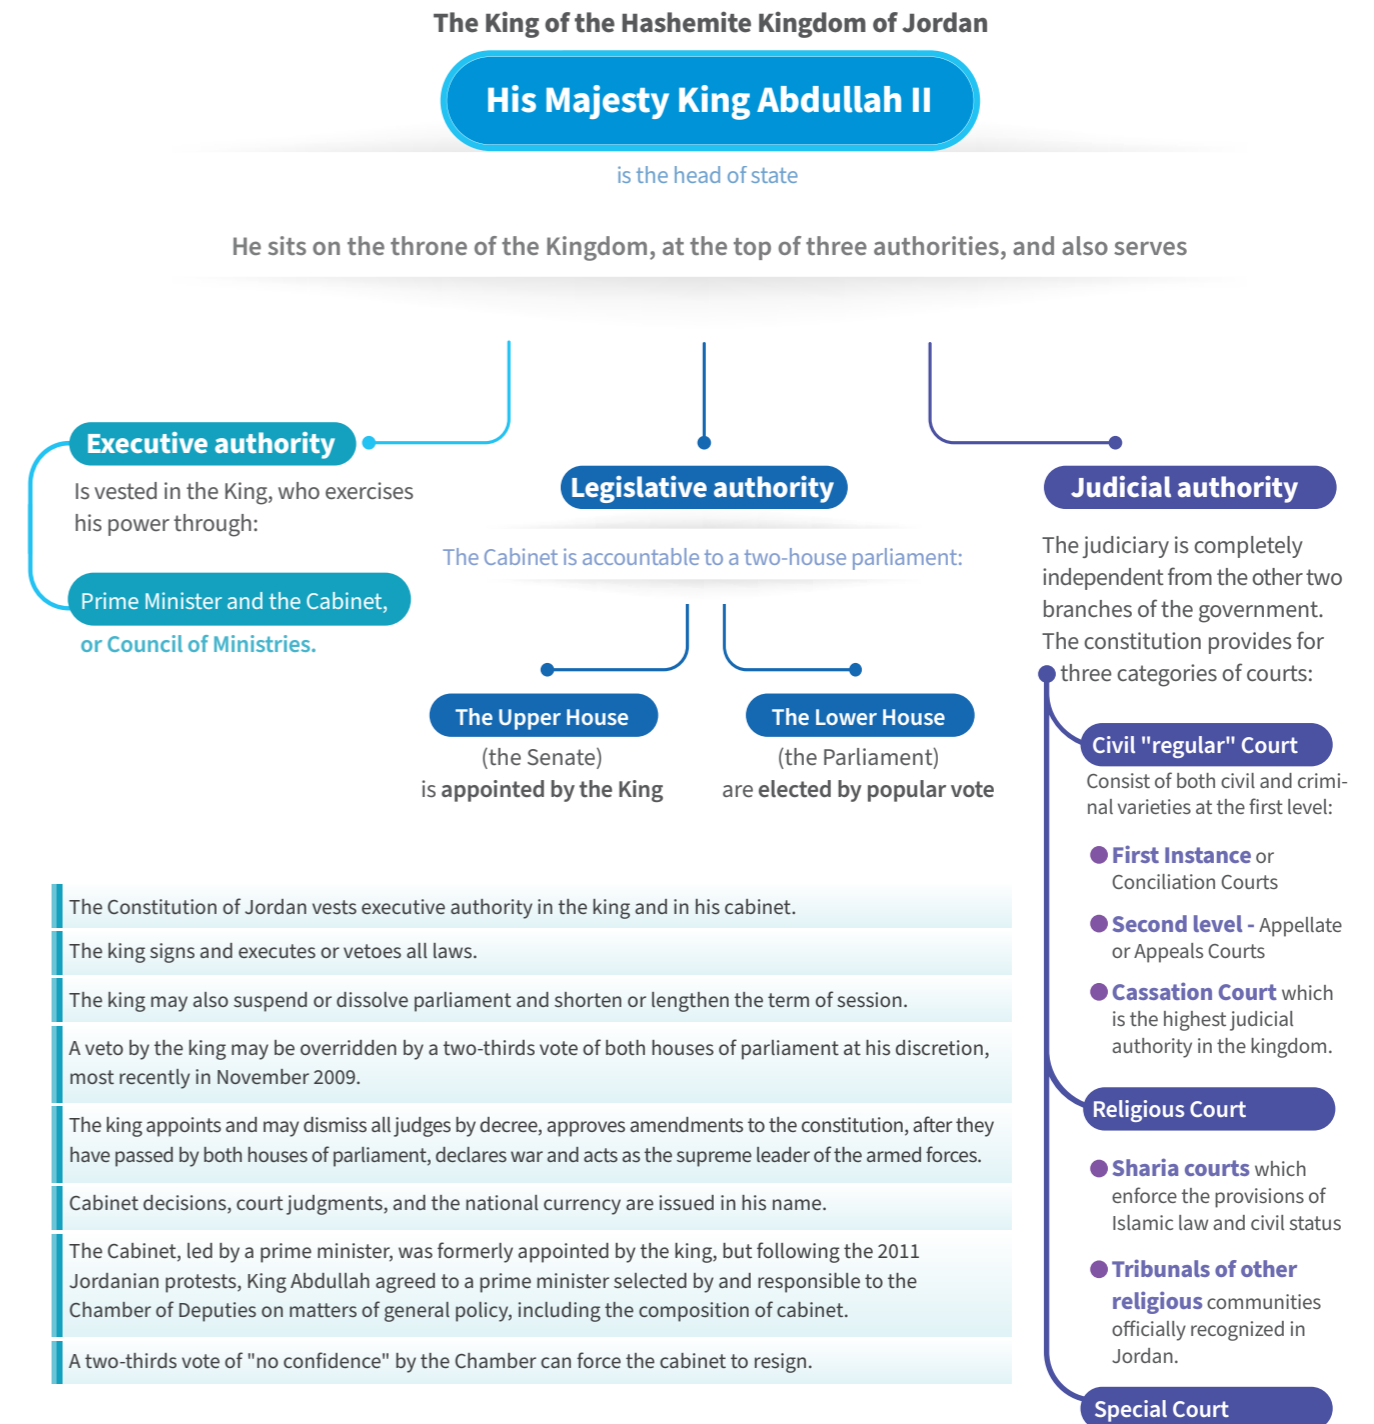 The King of the Hashemite Kingdom of Jordan
His Majesty King Abdullah II
is the head of state
He sits on the throne of the Kingdom, at the top of three authorities, and also serves
Executive authority
Is vested in the King, who exercises
his power through:
Prime Minister and the Cabinet,
or Council of Ministries.
Legislative authority
The Cabinet is accountable to a two-house parliament:
The Upper House
(the Senate)
is appointed by the King
The Lower House
(the Parliament)
are elected by popular vote
Judicial authority
The judiciary is completely
independent from the other two
branches of the government.
The constitution provides for
three categories of courts:
Civil "regular" Court
Consist of both civil and crimi-
nal varieties at the first level:
First Instance or
Conciliation Courts
Second level - Appellate
or Appeals Courts
Cassation Court which
is the highest judicial
authority in the kingdom.
Religious Court
Sharia courts which
enforce the provisions of
Islamic law and civil status
Tribunals of other
religious communities
officially recognized in
Jordan.
Special Court
The Constitution of Jordan vests executive authority in the king and in his cabinet.
The king signs and executes or vetoes all laws.
The king may also suspend or dissolve parliament and shorten or lengthen the term of session.
A veto by the king may be overridden by a two-thirds vote of both houses of parliament at his discretion,
most recently in November 2009.
The king appoints and may dismiss all judges by decree, approves amendments to the constitution, after they
have passed by both houses of parliament, declares war and acts as the supreme leader of the armed forces.
Cabinet decisions, court judgments, and the national currency are issued in his name.
The Cabinet, led by a prime minister, was formerly appointed by the king, but following the 2011
Jordanian protests, King Abdullah agreed to a prime minister selected by and responsible to the
Chamber of Deputies on matters of general policy, including the composition of cabinet.
A two-thirds vote of "no confidence" by the Chamber can force the cabinet to resign.